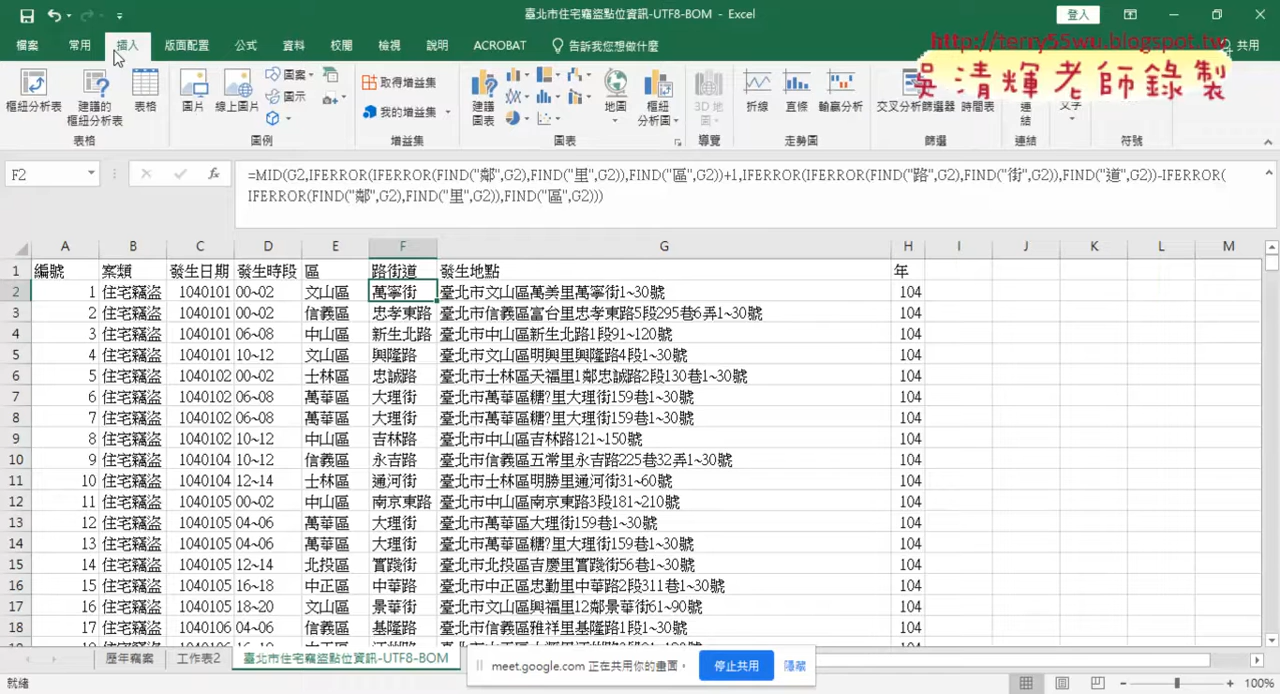 臺北市住宅竊盜點位資訊-UTF8-BOM - Excel
登入
檔案 常用 插入 版面配置 公式 資料 校閱 檢視 說明 ACROBAT 告訴我您想做什麼 共用
http://terry55wu.blogspot.tw
吳清輝老師錄製
樞紐分析表 建議的樞紐分析表 表格 圖片 線上圖片 圖案 圖示 取得增益集 我的增益集 建議圖表 地圖 樞紐分析圖 3D 地圖 折線 直條 輸贏分析 交叉分析篩選器 時間表 連結 文字
表格 圖例 增益集 圖表 導覽 走勢圖 篩選 連結 符號
F2
=MID(G2,IFERROR(IFERROR(FIND("鄰",G2),FIND("里",G2)),FIND("區",G2))+1,IFERROR(IFERROR(FIND("路",G2),FIND("街",G2)),FIND("道",G2))-IFERROR(
IFERROR(FIND("鄰",G2),FIND("里",G2)),FIND("區",G2)))
A B C D E F G H I J K L M
1 編號 案類 發生日期 發生時段 區 路街道 發生地點 年
2 1 住宅竊盜 1040101 00~02 文山區 萬寧街 臺北市文山區萬美里萬寧街1~30號 104
3 2 住宅竊盜 1040101 00~02 信義區 忠孝東路 臺北市信義區富台里忠孝東路5段295巷6弄1~30號 104
4 3 住宅竊盜 1040101 06~08 中山區 新生北路 臺北市中山區新生北路1段91~120號 104
5 4 住宅竊盜 1040101 10~12 文山區 興隆路 臺北市文山區明興里興隆路4段1~30號 104
6 5 住宅竊盜 1040102 00~02 士林區 忠誠路 臺北市士林區天福里1鄰忠誠路2段130巷1~30號 104
7 6 住宅竊盜 1040102 06~08 萬華區 大理街 臺北市萬華區糖?里大理街159巷1~30號 104
8 7 住宅竊盜 1040102 06~08 萬華區 大理街 臺北市萬華區糖?里大理街159巷1~30號 104
9 8 住宅竊盜 1040102 10~12 中山區 吉林路 臺北市中山區吉林路121~150號 104
10 9 住宅竊盜 1040104 10~12 信義區 永吉路 臺北市信義區五常里永吉路225巷32弄1~30號 104
11 10 住宅竊盜 1040104 12~14 士林區 通河街 臺北市士林區明勝里通河街31~60號 104
12 11 住宅竊盜 1040105 00~02 中山區 南京東路 臺北市中山區南京東路3段181~210號 104
13 12 住宅竊盜 1040105 04~06 萬華區 大理街 臺北市萬華區大理街159巷1~30號 104
14 13 住宅竊盜 1040105 04~06 萬華區 大理街 臺北市萬華區糖?里大理街159巷1~30號 104
15 14 住宅竊盜 1040105 12~14 北投區 實踐街 臺北市北投區吉慶里實踐街56巷1~30號 104
16 15 住宅竊盜 1040105 16~18 中正區 中華路 臺北市中正區忠勤里中華路2段311巷1~30號 104
17 16 住宅竊盜 1040105 18~20 文山區 景華街 臺北市文山區興福里12鄰景華街61~90號 104
18 17 住宅竊盜 1040106 04~06 信義區 基隆路 臺北市信義區雅祥里基隆路1段1~30號 104
歷年竊案 工作表2 臺北市住宅竊盜點位資訊-UTF8-BOM
meet.google.com 正在共用你的畫面。 停止共用 隱藏
就緒 100%